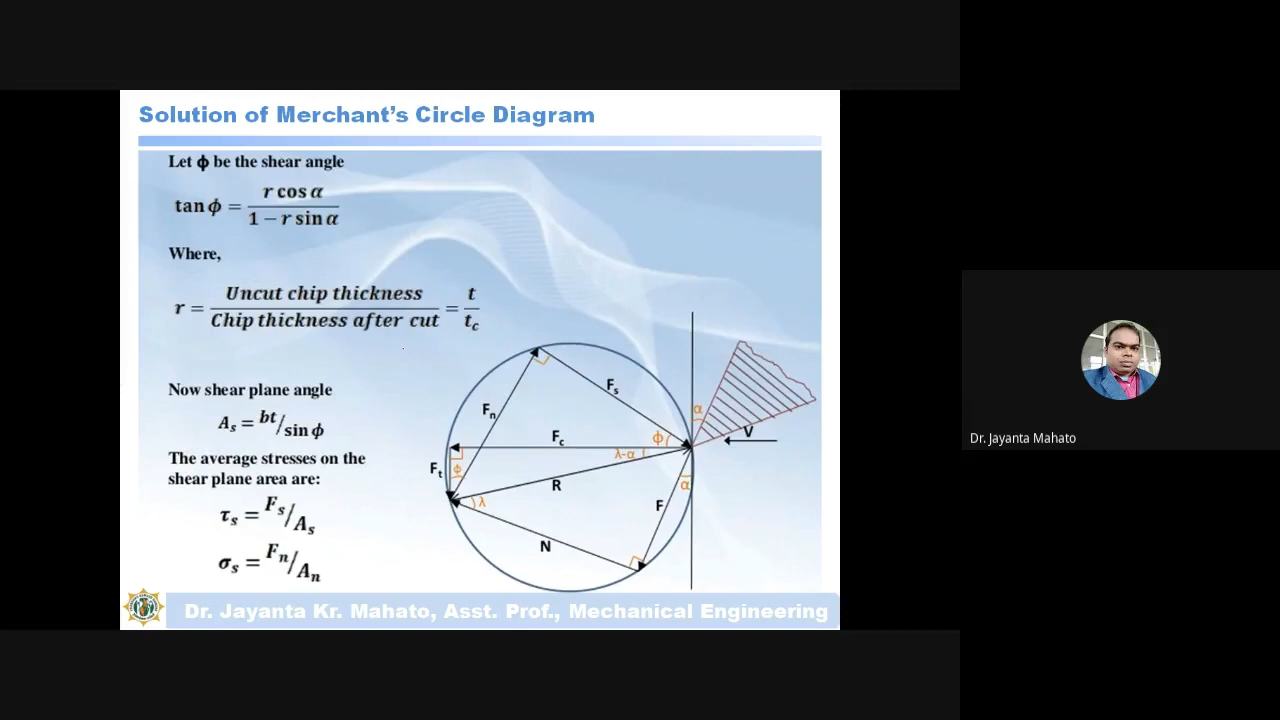 Solution of Merchant's Circle Diagram
Let ϕ be the shear angle
tan ϕ = r cos α / 1 − r sin α
Where,
r = Uncut chip thickness / Chip thickness after cut = t / t_c
Now shear plane angle
A_s = bt/sin ϕ
The average stresses on the
shear plane area are:
τ_s = F_s/A_s
σ_s = F_n/A_n
F_s
F_n
α
F_c
ϕ
V
λ-α
F_t
ϕ
R
α
λ
F
N
Dr. Jayanta Kr. Mahato, Asst. Prof., Mechanical Engineering
Dr. Jayanta Mahato